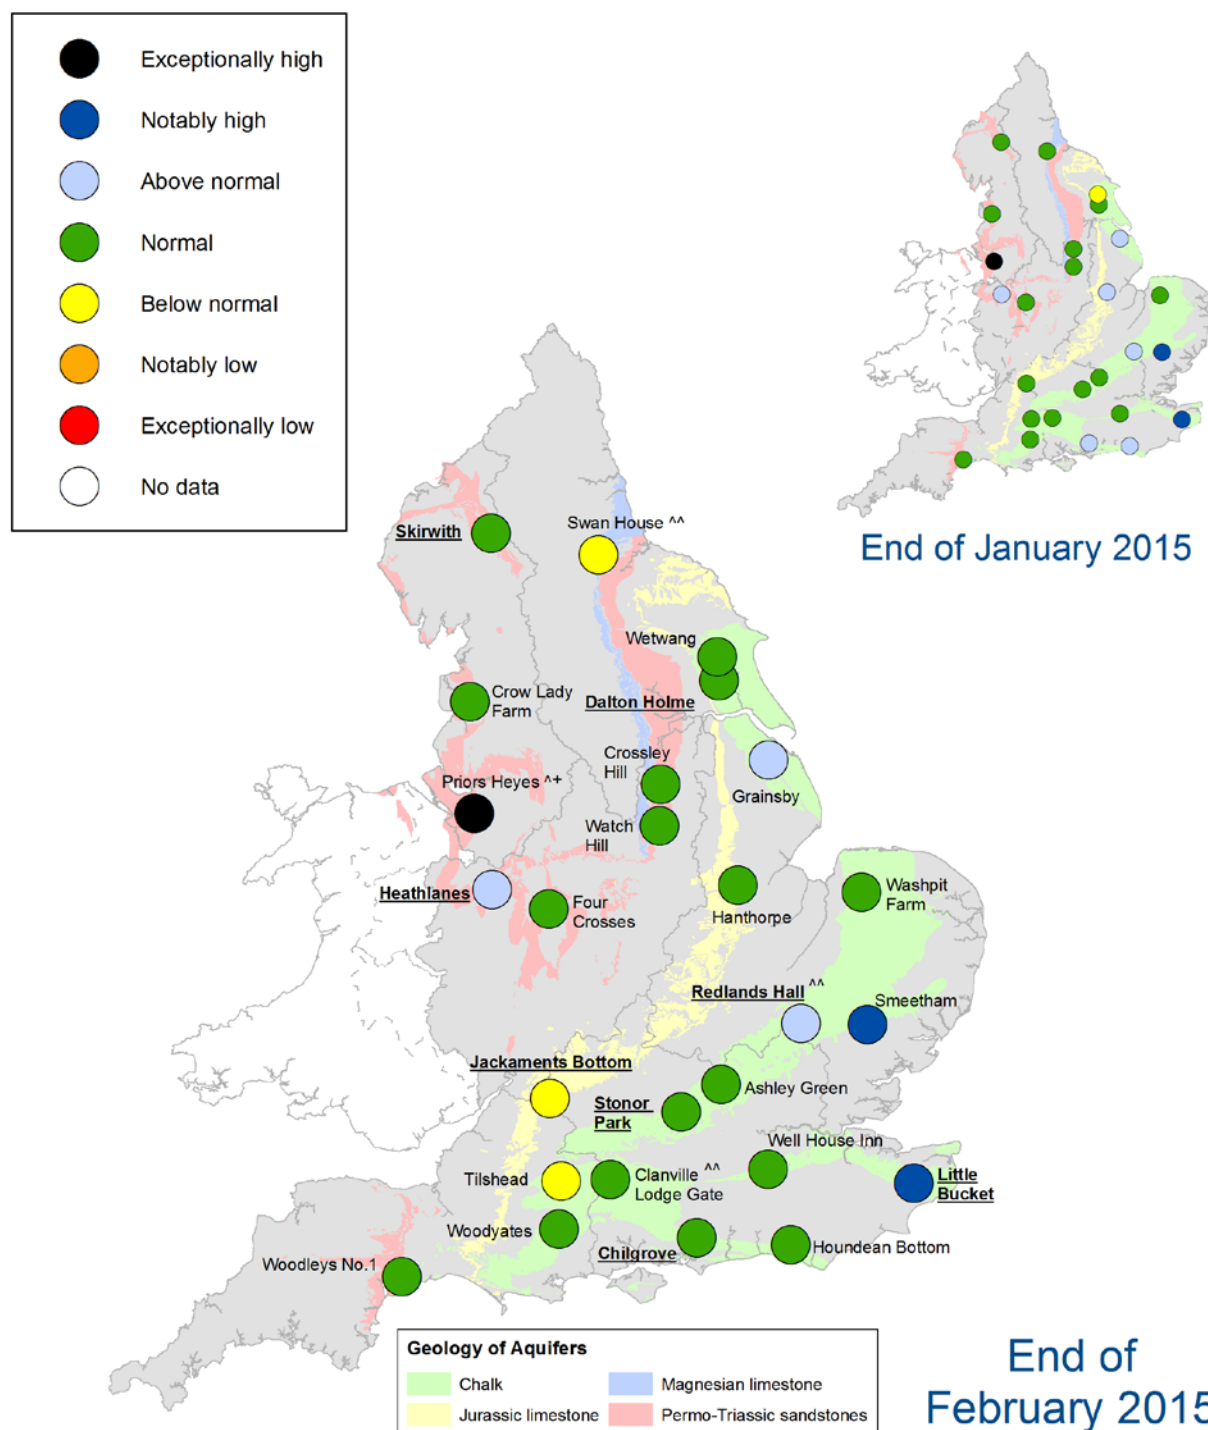 Exceptionally high
Notably high
Above normal
Normal
Below normal
Notably low
Exceptionally low
No data
End of January 2015
Skirwith
Swan House ^^
Wetwang
Dalton Holme
Crow Lady
Farm
Crossley
Hill
Grainsby
Priors Heyes ^+
Watch
Hill
Heathlanes
Four
Crosses
Hanthorpe
Washpit
Farm
Redlands Hall ^^
Smeetham
Jackaments Bottom
Stonor
Park
Ashley Green
Well House Inn
Tilshead
Clanville ^^
Lodge Gate
Little
Bucket
Woodyates
Chilgrove
Houndean Bottom
Woodleys No.1
Geology of Aquifers
Chalk
Magnesian limestone
Jurassic limestone
Permo-Triassic sandstones
End of
February 2015